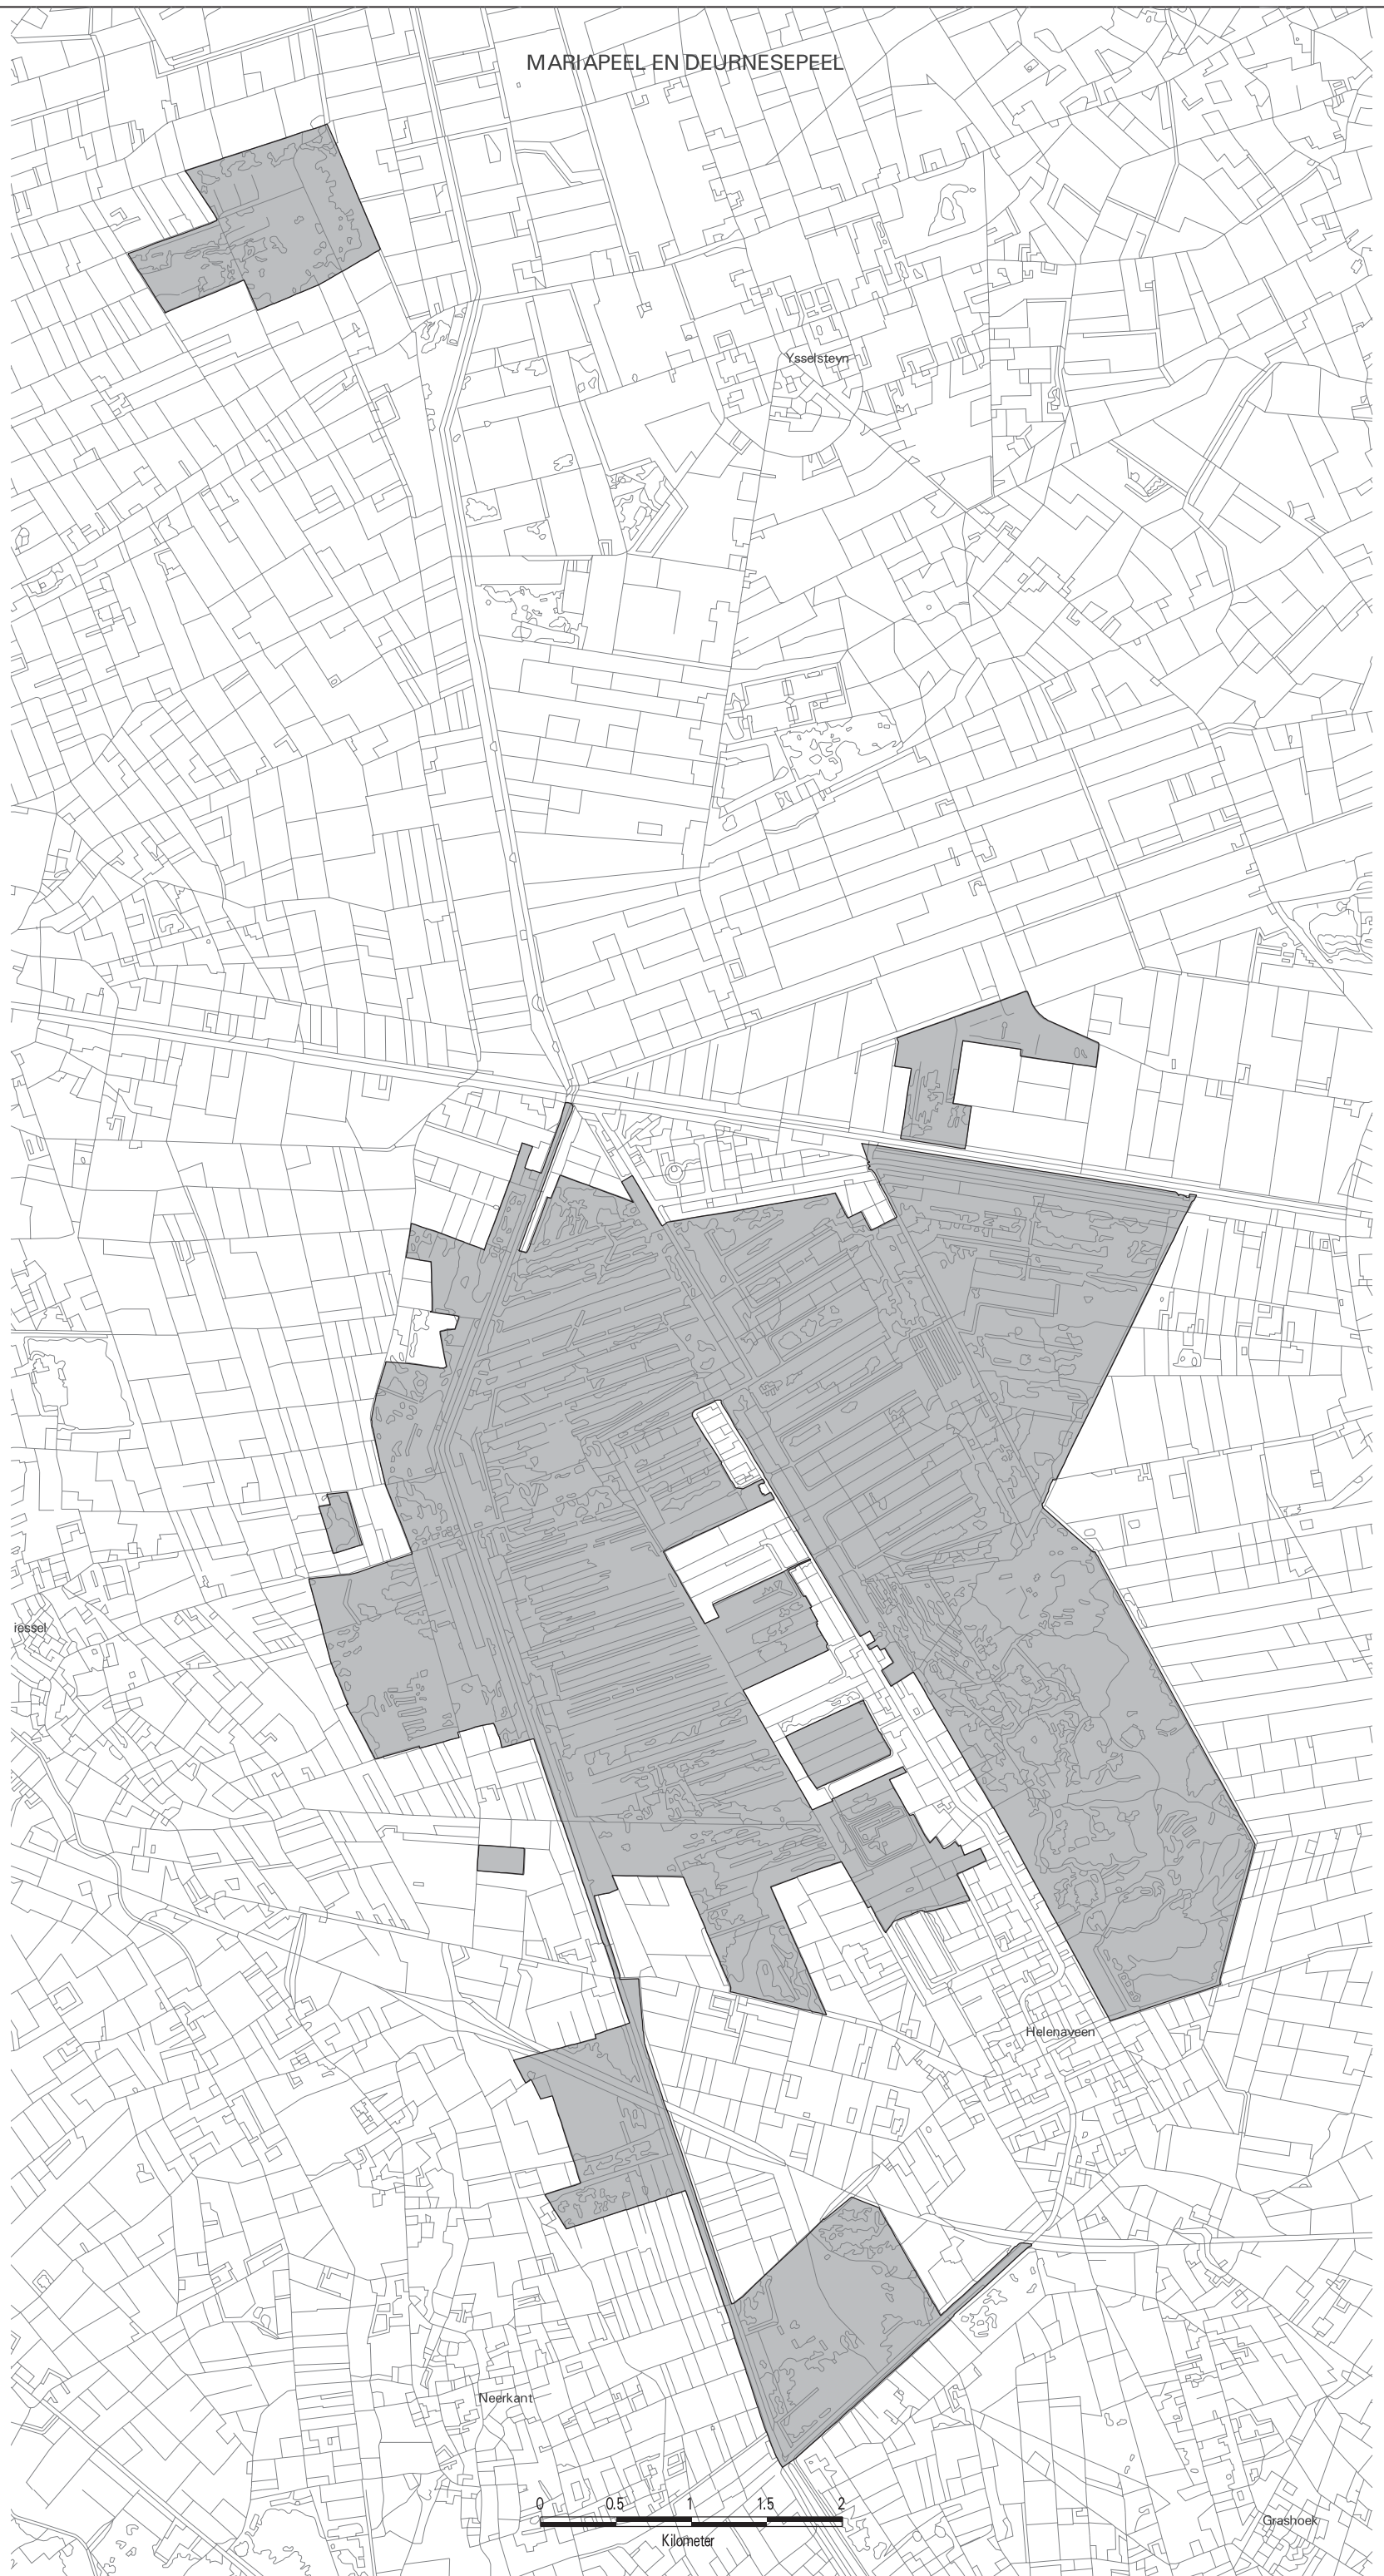 MARIAPEEL EN DEURNESEPEEL
Ysselsteyn
iessel
Helenaveen
Neerkant
Grashoek
0 0.5 1 1.5 2
Kilometer